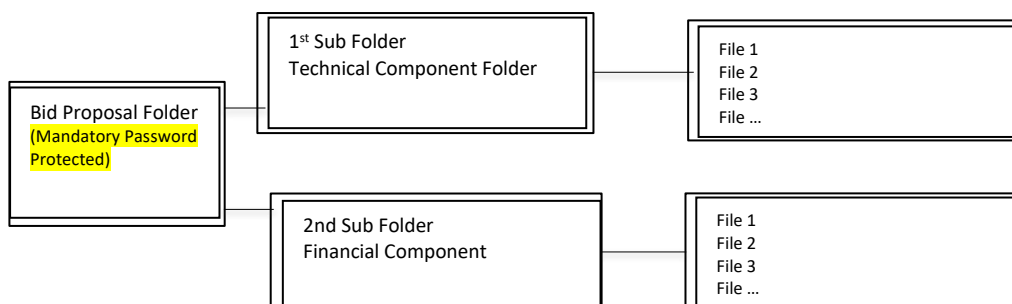 Bid Proposal Folder
(Mandatory Password
Protected)
1st Sub Folder
Technical Component Folder
File 1
File 2
File 3
File ...
2nd Sub Folder
Financial Component
File 1
File 2
File 3
File ...